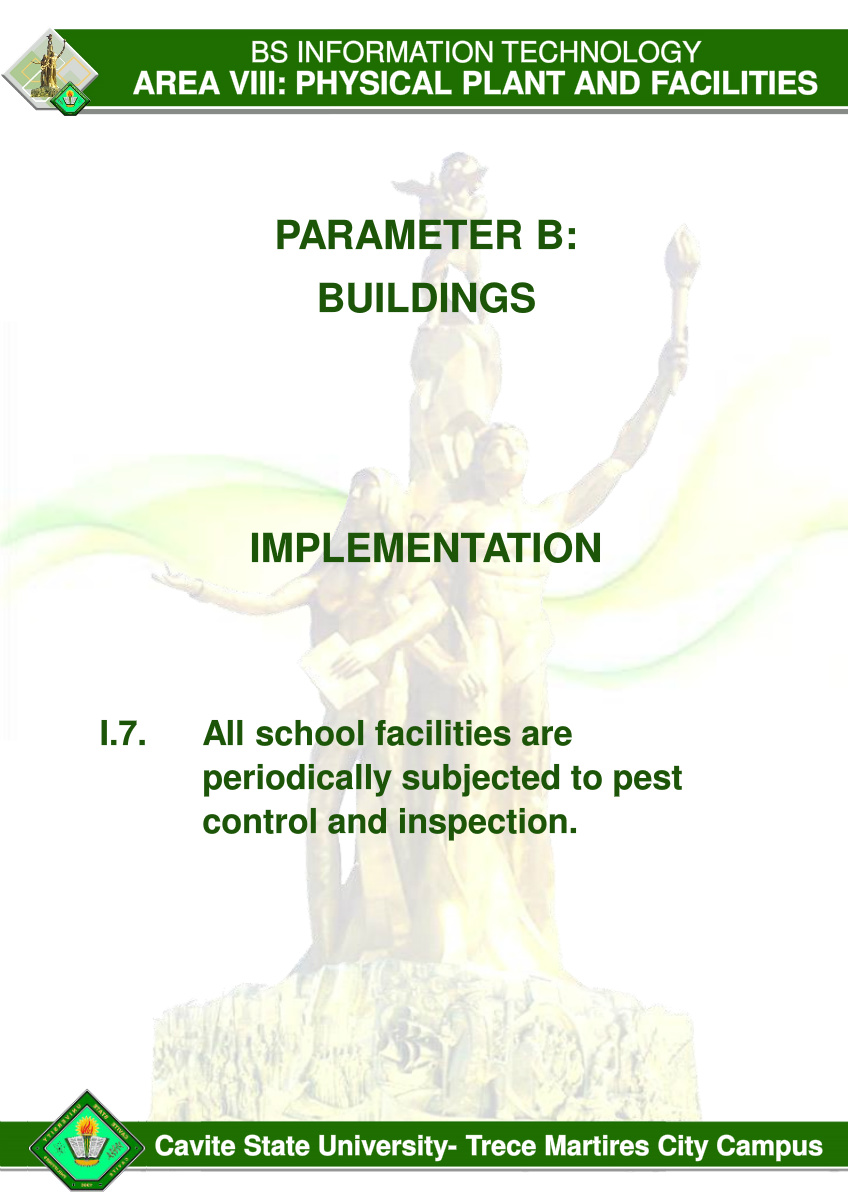 BS INFORMATION TECHNOLOGY
AREA VIII: PHYSICAL PLANT AND FACILITIES
PARAMETER B:
BUILDINGS
IMPLEMENTATION
I.7. All school facilities are
periodically subjected to pest
control and inspection.
Cavite State University- Trece Martires City Campus